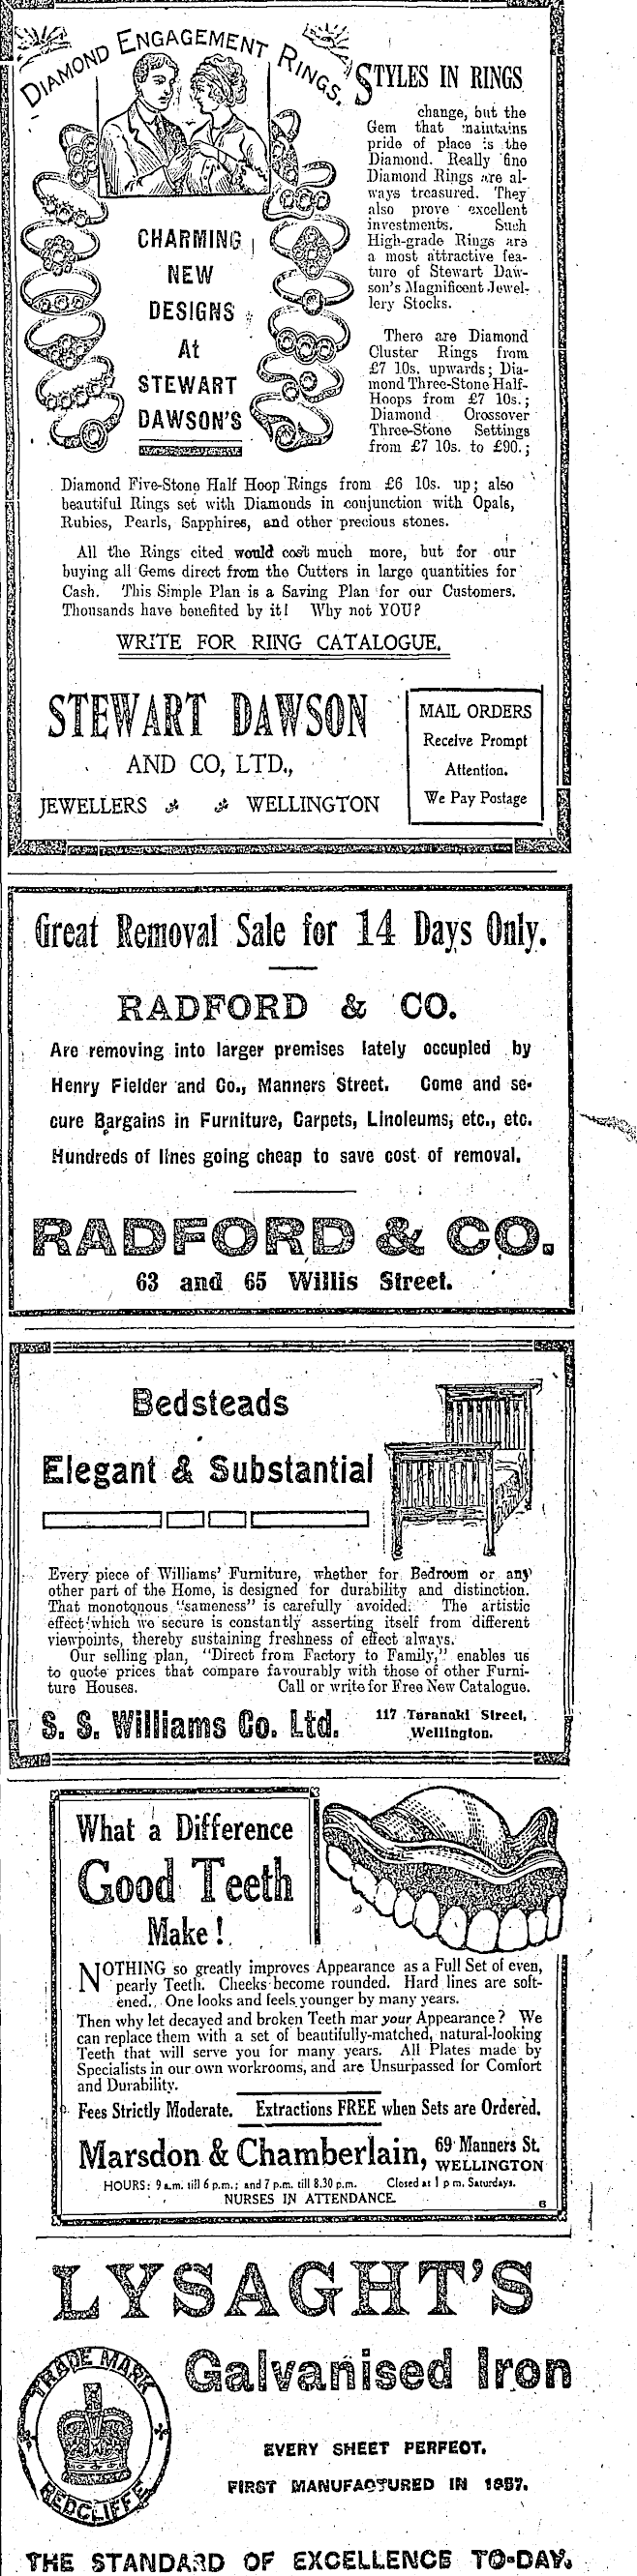 DIAMOND ENGAGEMENT RINGS.
CHARMING
NEW
DESIGNS
At
STEWART
DAWSON'S
STYLES IN RINGS
change, but the
Gem that maintains
pride of place is the
Diamond. Really fine
Diamond Rings are al-
ways treasured. They
also prove excellent
investments. Such
High-grade Rings are
a most attractive fea-
ture of Stewart Daw-
son's Magnificent Jewel-
lery Stocks.
There are Diamond
Cluster Rings from
£7 10s. upwards; Dia-
mond Three-Stone Half-
Hoops from £7 10s.;
Diamond Crossover
Three-Stone Settings
from £7 10s. to £90.;
Diamond Five-Stone Half Hoop Rings from £6 10s. up; also
beautiful Rings set with Diamonds in conjunction with Opals,
Rubies, Pearls, Sapphires, and other precious stones.
All the Rings cited would cost much more, but for our
buying all Gems direct from the Cutters in large quantities for
Cash. This Simple Plan is a Saving Plan for our Customers.
Thousands have benefited by it! Why not YOU?
WRITE FOR RING CATALOGUE.
STEWART DAWSON
AND CO, LTD.,
JEWELLERS WELLINGTON
MAIL ORDERS
Receive Prompt
Attention.
We Pay Postage
Great Removal Sale for 14 Days Only.
RADFORD & CO.
Are removing into larger premises lately occupied by
Henry Fielder and Co., Manners Street. Come and se-
cure Bargains in Furniture, Carpets, Linoleums, etc., etc.
Hundreds of lines going cheap to save cost of removal.
RADFORD & CO.
63 and 65 Willis Street.
Bedsteads
Elegant & Substantial
Every piece of Williams' Furniture, whether for Bedroom or any
other part of the Home, is designed for durability and distinction.
That monotonous "sameness" is carefully avoided. The artistic
effect which we secure is constantly asserting itself from different
viewpoints, thereby sustaining freshness of effect always.
Our selling plan, "Direct from Factory to Family," enables us
to quote prices that compare favourably with those of other Furni-
ture Houses. Call or write for Free New Catalogue.
S. S. Williams Co. Ltd. 117 Taranaki Street,
Wellington.
What a Difference
Good Teeth
Make!
NOTHING so greatly improves Appearance as a Full Set of even,
pearly Teeth. Cheeks become rounded. Hard lines are soft-
ened. One looks and feels younger by many years.
Then why let decayed and broken Teeth mar your Appearance? We
can replace them with a set of beautifully-matched, natural-looking
Teeth that will serve you for many years. All Plates made by
Specialists in our own workrooms, and are Unsurpassed for Comfort
and Durability.
Fees Strictly Moderate. Extractions FREE when Sets are Ordered.
Marsdon & Chamberlain, 69 Manners St.
WELLINGTON
HOURS: 9 a.m. till 6 p.m.; and 7 p.m. till 8.30 p.m. Closed at 1 p m. Saturdays.
NURSES IN ATTENDANCE.
6
LYSAGHT'S
Galvanised Iron
TRADE MARK
REDCLIFFE
EVERY SHEET PERFECT.
FIRST MANUFACTURED IN 1857.
THE STANDARD OF EXCELLENCE TO-DAY.